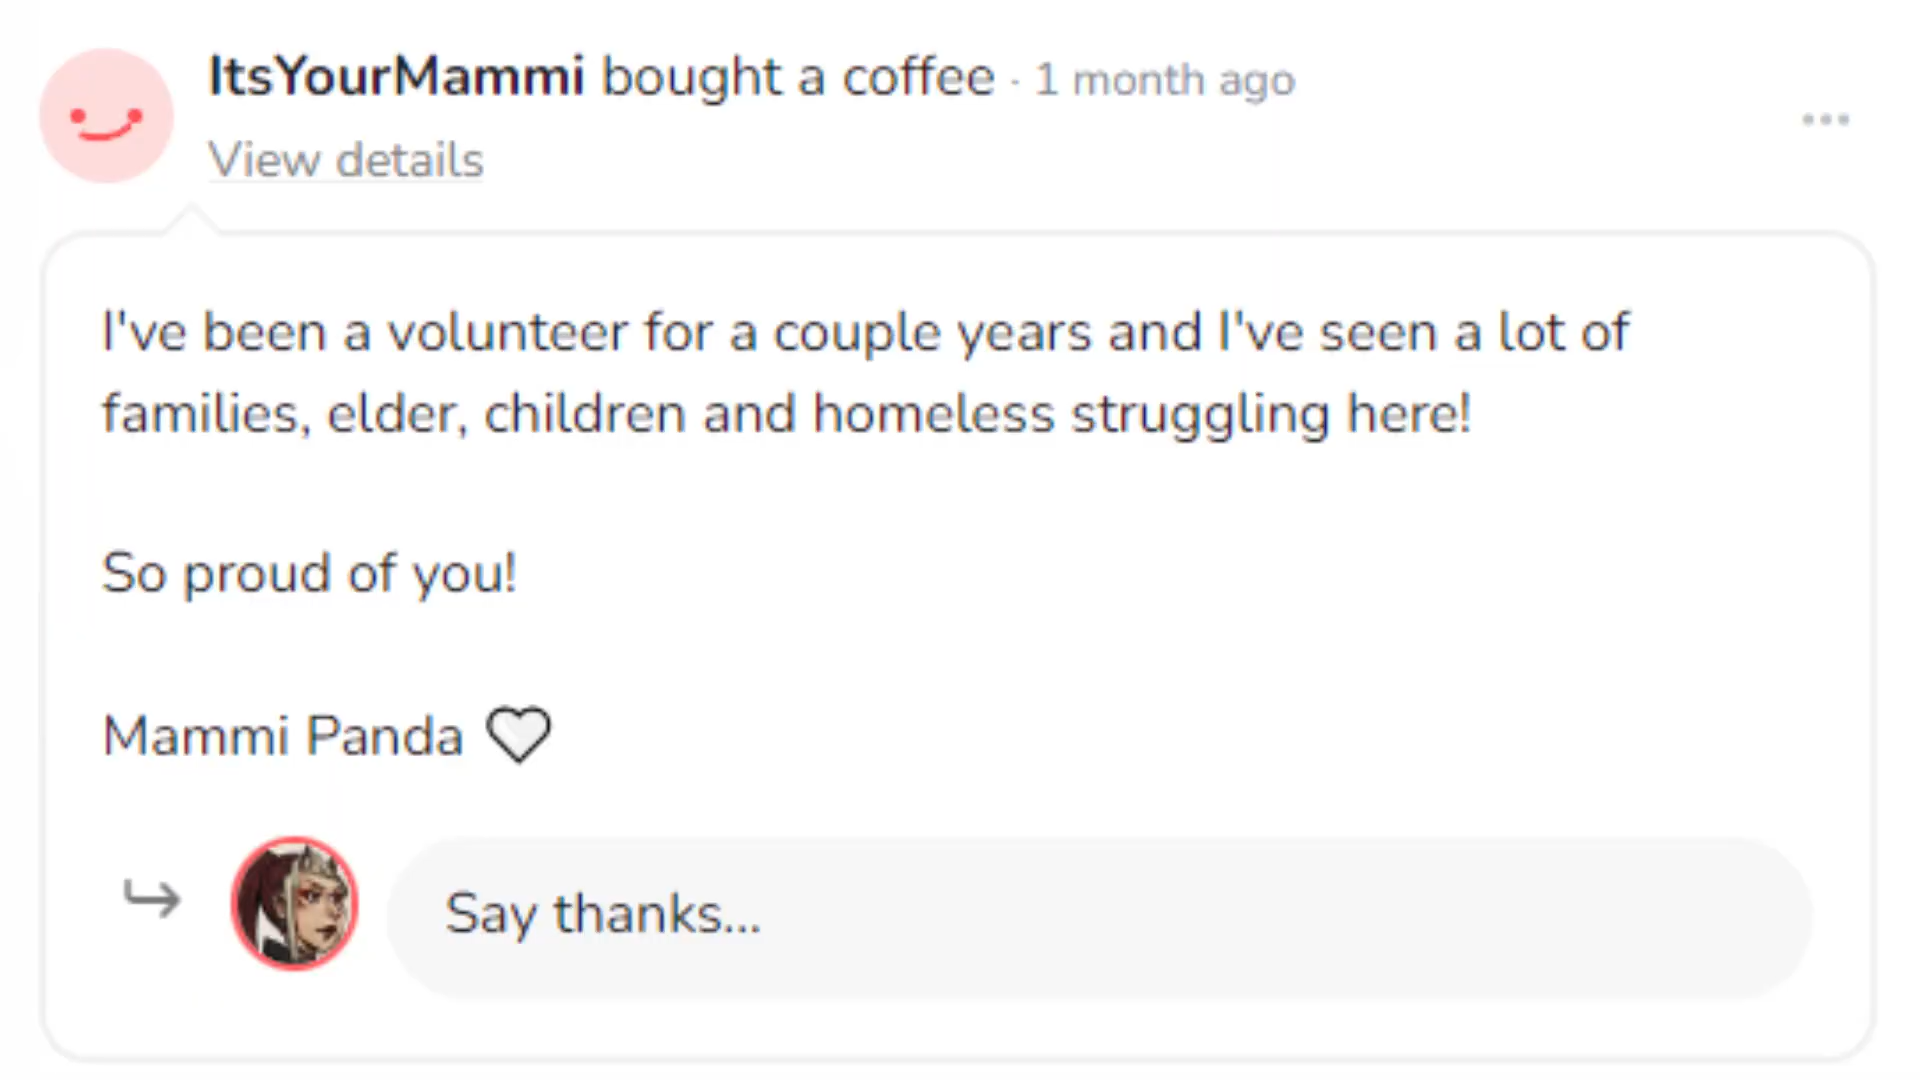 ItsYourMammi bought a coffee · 1 month ago
View details
I've been a volunteer for a couple years and I've seen a lot of
families, elder, children and homeless struggling here!
So proud of you!
Mammi Panda 🤍
Say thanks...